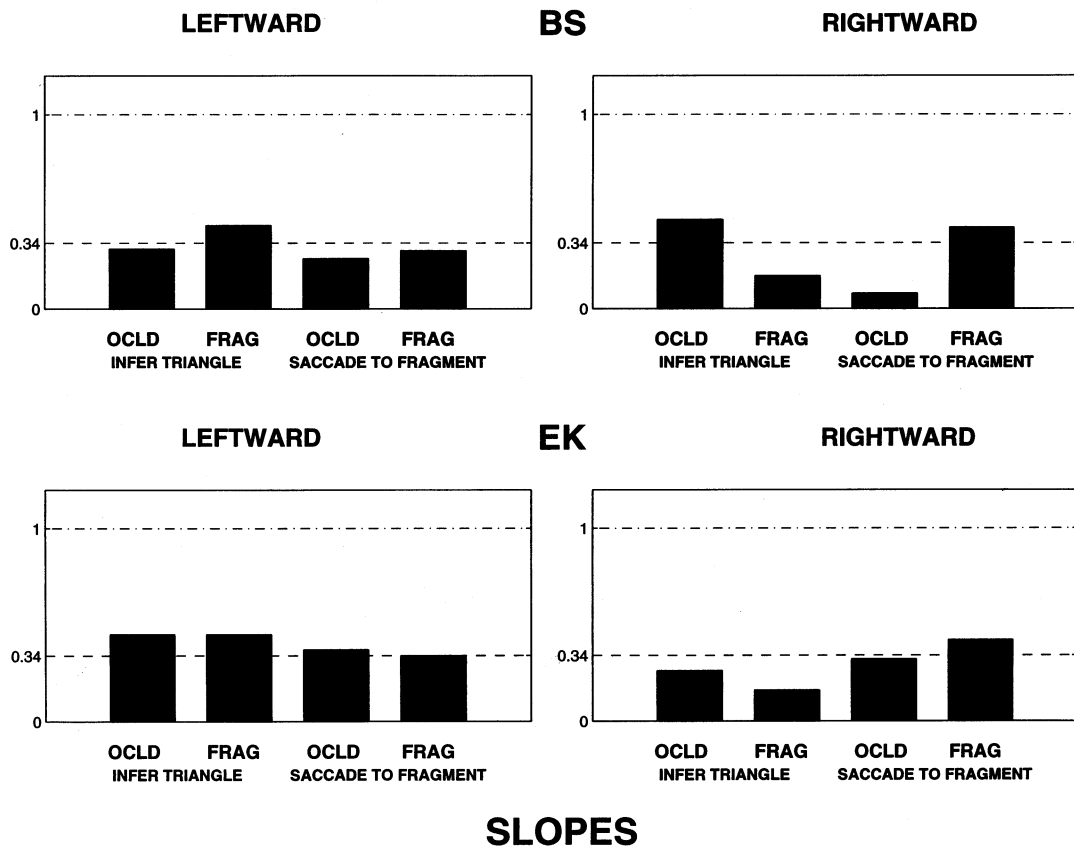 LEFTWARD BS RIGHTWARD
1 1
0.34 0.34
0 0
OCLD FRAG OCLD FRAG OCLD FRAG OCLD FRAG
INFER TRIANGLE SACCADE TO FRAGMENT INFER TRIANGLE SACCADE TO FRAGMENT
LEFTWARD EK RIGHTWARD
1 1
0.34 0.34
0 0
OCLD FRAG OCLD FRAG OCLD FRAG OCLD FRAG
INFER TRIANGLE SACCADE TO FRAGMENT INFER TRIANGLE SACCADE TO FRAGMENT
SLOPES